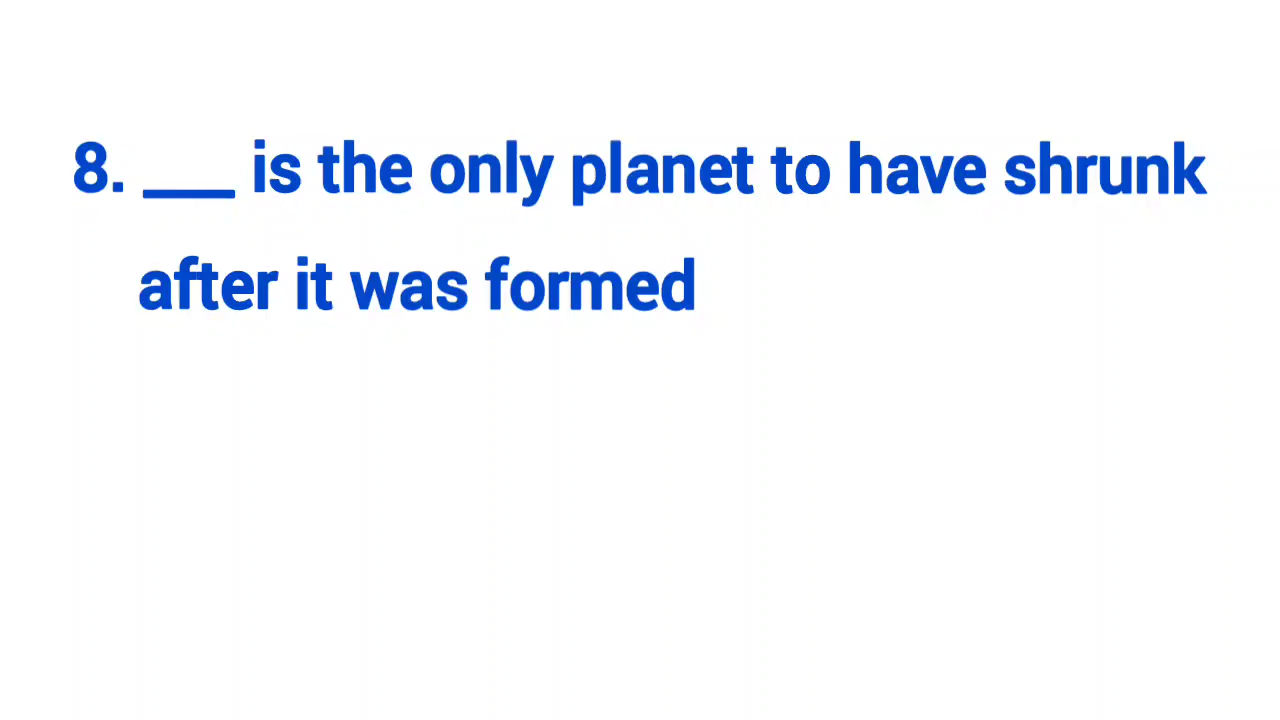 8. ___ is the only planet to have shrunk
after it was formed